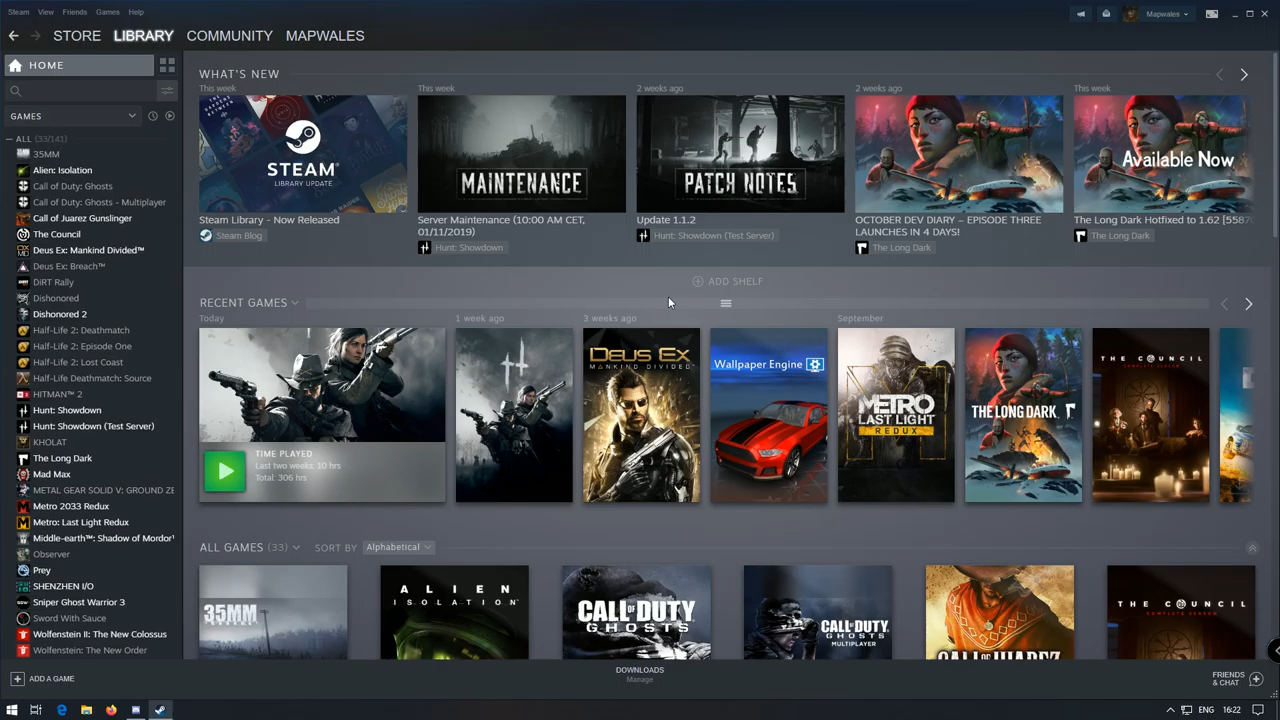 Steam View Friends Games Help
Mapwales
STORE LIBRARY COMMUNITY MAPWALES
HOME
GAMES
ALL (33/141)
35MM
Alien: Isolation
Call of Duty: Ghosts
Call of Duty: Ghosts - Multiplayer
Call of Juarez Gunslinger
The Council
Deus Ex: Mankind Divided™
Deus Ex: Breach™
DiRT Rally
Dishonored
Dishonored 2
Half-Life 2: Deathmatch
Half-Life 2: Episode One
Half-Life 2: Lost Coast
Half-Life Deathmatch: Source
HITMAN™ 2
Hunt: Showdown
Hunt: Showdown (Test Server)
KHOLAT
The Long Dark
Mad Max
METAL GEAR SOLID V: GROUND ZE
Metro 2033 Redux
Metro: Last Light Redux
Middle-earth™: Shadow of Mordor
Observer
Prey
SHENZHEN I/O
Sniper Ghost Warrior 3
Sword With Sauce
Wolfenstein II: The New Colossus
Wolfenstein: The New Order
WHAT'S NEW
This week
STEAM®
LIBRARY UPDATE
Steam Library - Now Released
Steam Blog
This week
MAINTENANCE
Server Maintenance (10:00 AM CET,
01/11/2019)
Hunt: Showdown
2 weeks ago
PATCH NOTES
Update 1.1.2
Hunt: Showdown (Test Server)
2 weeks ago
OCTOBER DEV DIARY – EPISODE THREE
LAUNCHES IN 4 DAYS!
The Long Dark
This week
Available Now
The Long Dark Hotfixed to 1.62 [5587
The Long Dark
ADD SHELF
RECENT GAMES
Today
TIME PLAYED
Last two weeks: 10 hrs
Total: 306 hrs
1 week ago
3 weeks ago
DEUS EX
MANKIND DIVIDED
Wallpaper Engine
September
METRO
LAST LIGHT
REDUX
THE LONG DARK
THE COUNCIL
COMPLETE SEASON
ALL GAMES (33) SORT BY Alphabetical
35MM
ALIEN
ISOLATION
CALL OF DUTY
GHOSTS
CALL OF DUTY
GHOSTS
MULTIPLAYER
CALL OF JUAREZ
THE COUNCIL
COMPLETE SEASON
ADD A GAME
DOWNLOADS
Manage
FRIENDS
& CHAT
ENG 16:22